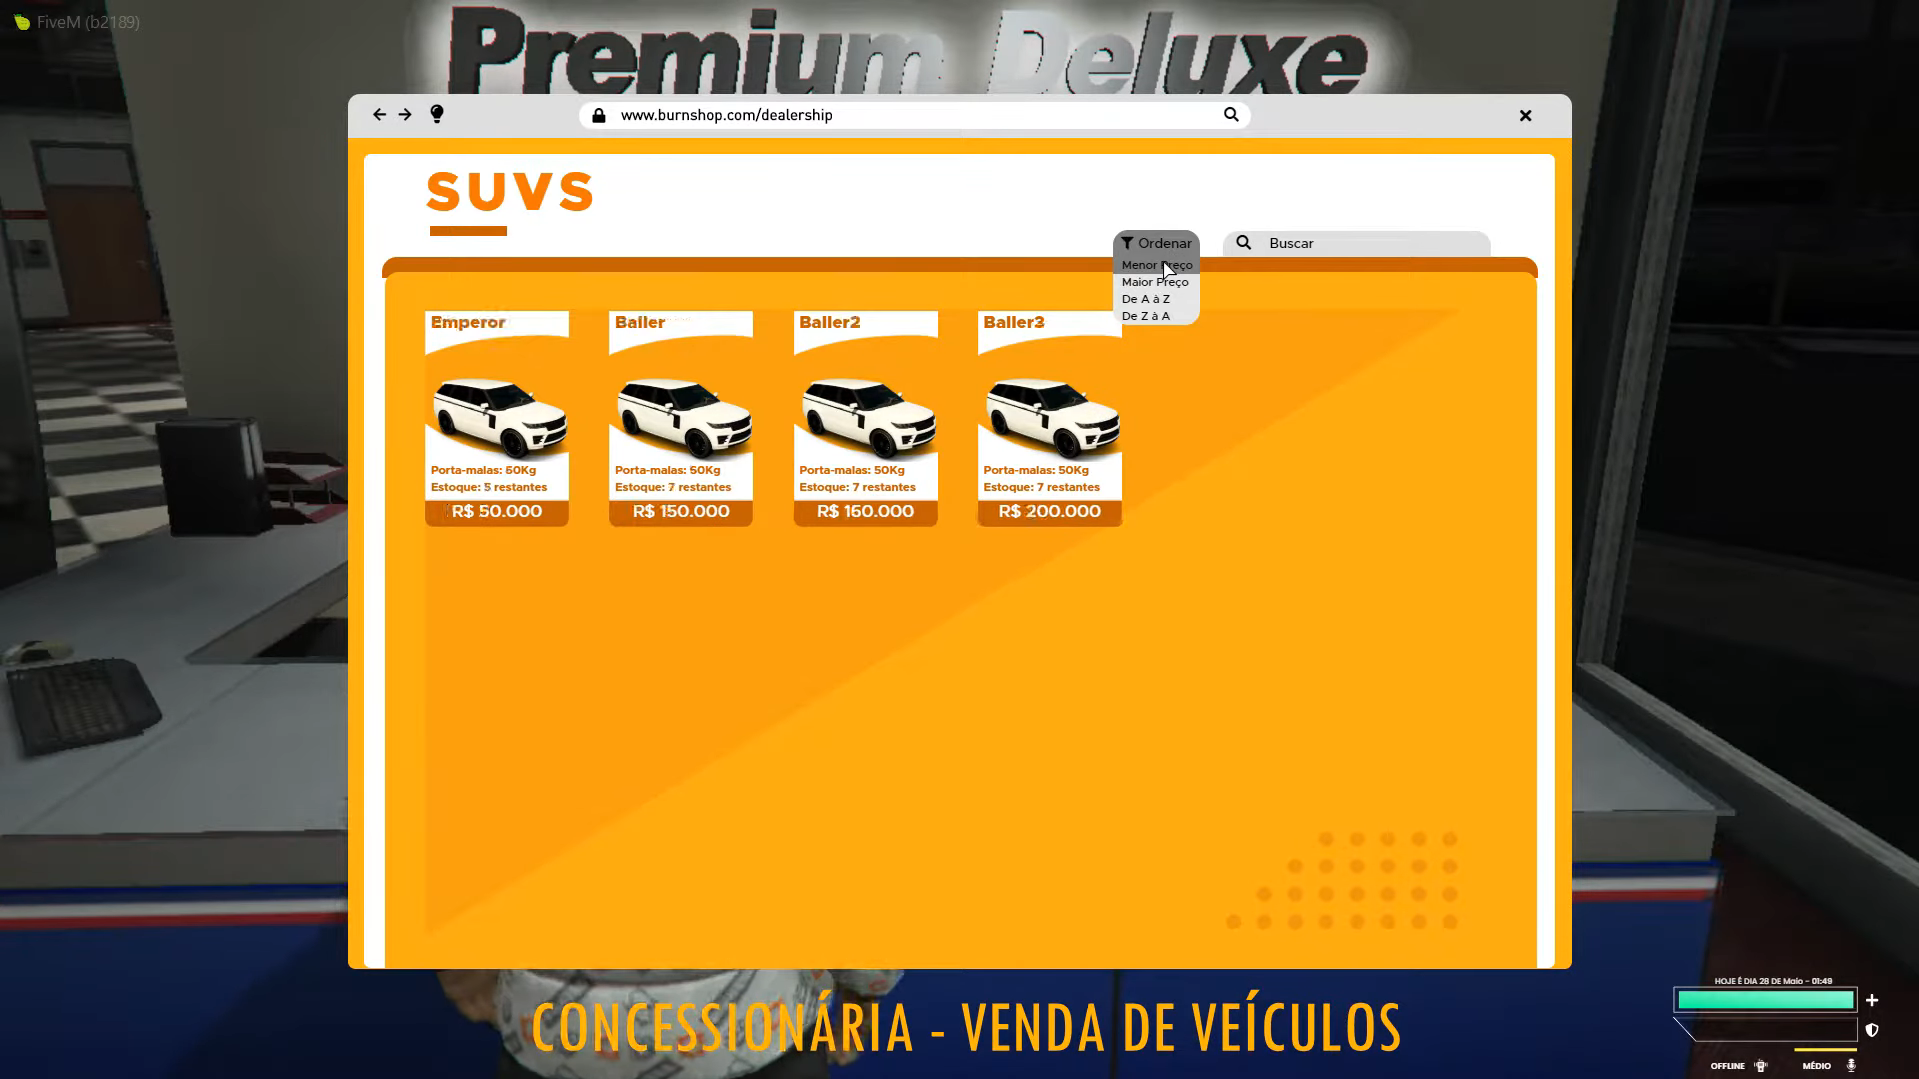 FiveM (b2189)
Premium Deluxe
www.burnshop.com/dealership
SUVS
Ordenar
Buscar
Menor Preço
Maior Preço
De A à Z
De Z à A
Emperor
Baller
Baller2
Baller3
Porta-malas: 50Kg
Porta-malas: 50Kg
Porta-malas: 50Kg
Porta-malas: 50Kg
Estoque: 5 restantes
Estoque: 7 restantes
Estoque: 7 restantes
Estoque: 7 restantes
R$ 50.000
R$ 150.000
R$ 160.000
R$ 200.000
HOJE É DIA 28 DE Maio - 01:49
CONCESSIONÁRIA - VENDA DE VEÍCULOS
OFFLINE
MÉDIO